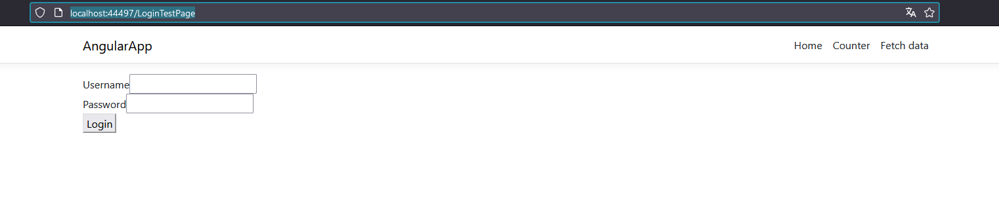 localhost:44497/LoginTestPage
AngularApp Home Counter Fetch data
Username
Password
Login